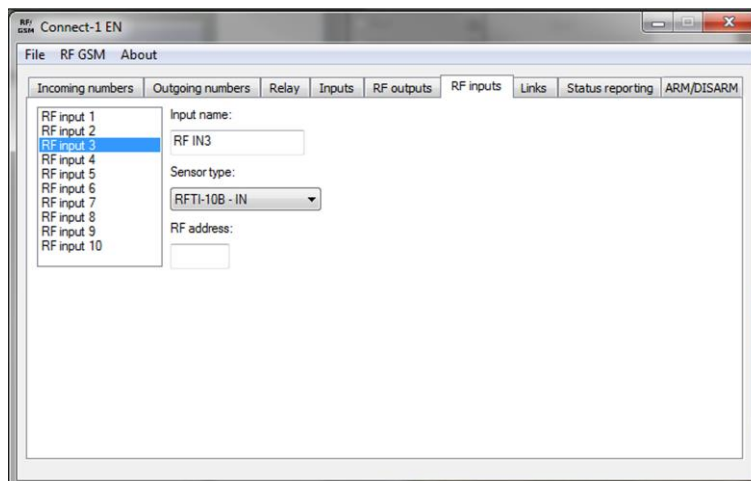 RF/
GSM Connect-1 EN
File RF GSM About
Incoming numbers Outgoing numbers Relay Inputs RF outputs RF inputs Links Status reporting ARM/DISARM
RF input 1
RF input 2
RF input 3
RF input 4
RF input 5
RF input 6
RF input 7
RF input 8
RF input 9
RF input 10
Input name:
RF IN3
Sensor type:
RFTI-10B - IN
RF address: